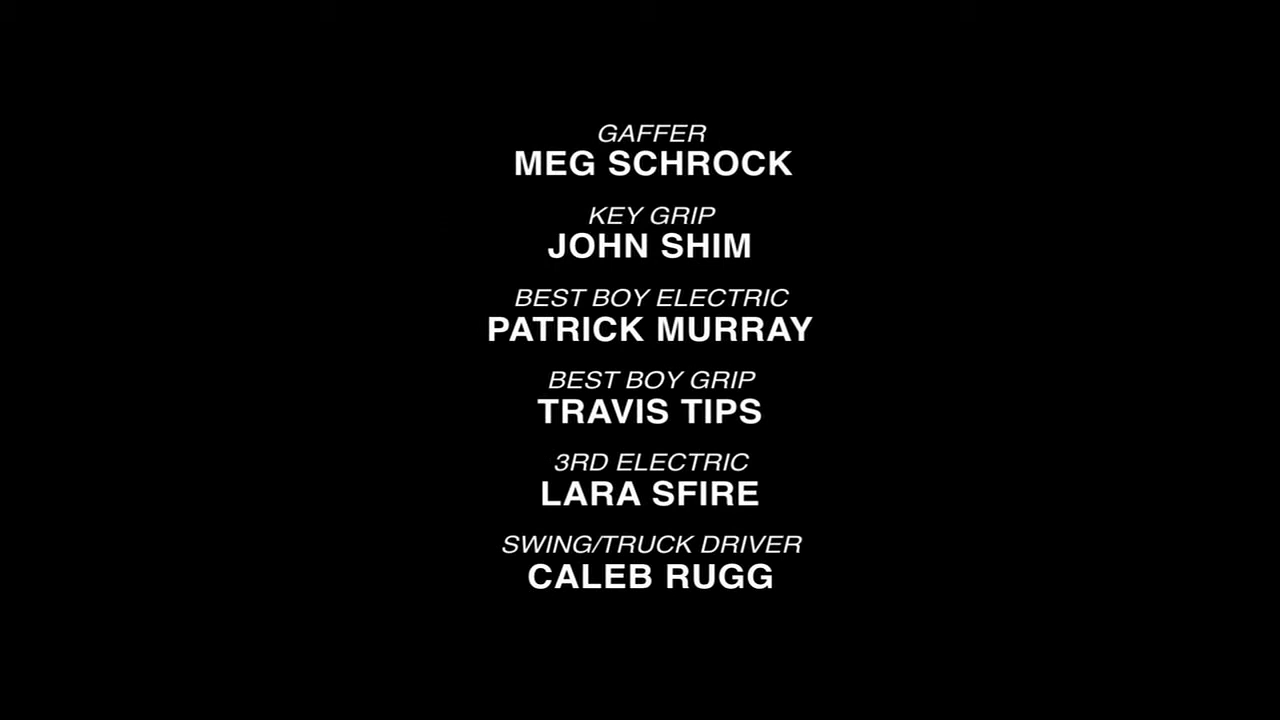 GAFFER
MEG SCHROCK
KEY GRIP
JOHN SHIM
BEST BOY ELECTRIC
PATRICK MURRAY
BEST BOY GRIP
TRAVIS TIPS
3RD ELECTRIC
LARA SFIRE
SWING/TRUCK DRIVER
CALEB RUGG